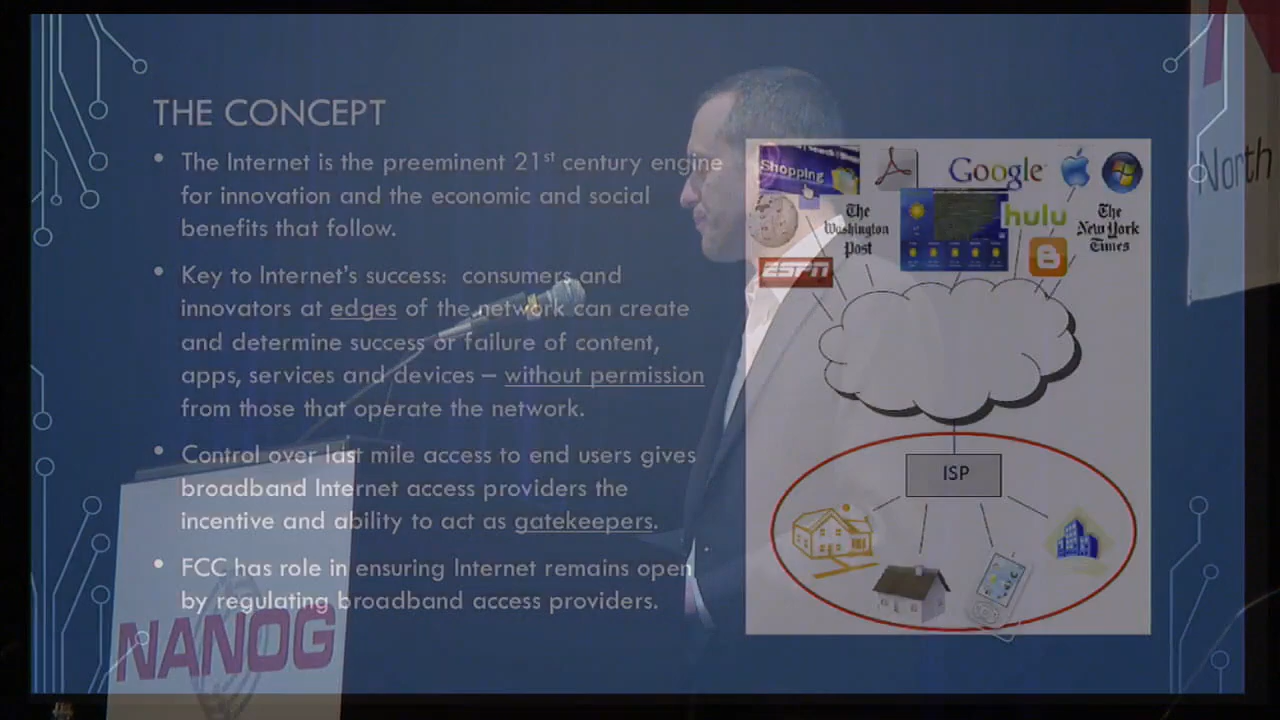 THE CONCEPT
• The Internet is the preeminent 21st century engine
for innovation and the economic and social
benefits that follow.
• Key to Internet's success: consumers and
innovators at edges of the network can create
and determine success or failure of content,
apps, services and devices – without permission
from those that operate the network.
• Control over last mile access to end users gives
broadband Internet access providers the
incentive and ability to act as gatekeepers.
• FCC has role in ensuring Internet remains open
by regulating broadband access providers.
Shopping
Google
The
Washington
Post
hulu
The
New York
Times
ESPN
ISP
North
NANOG